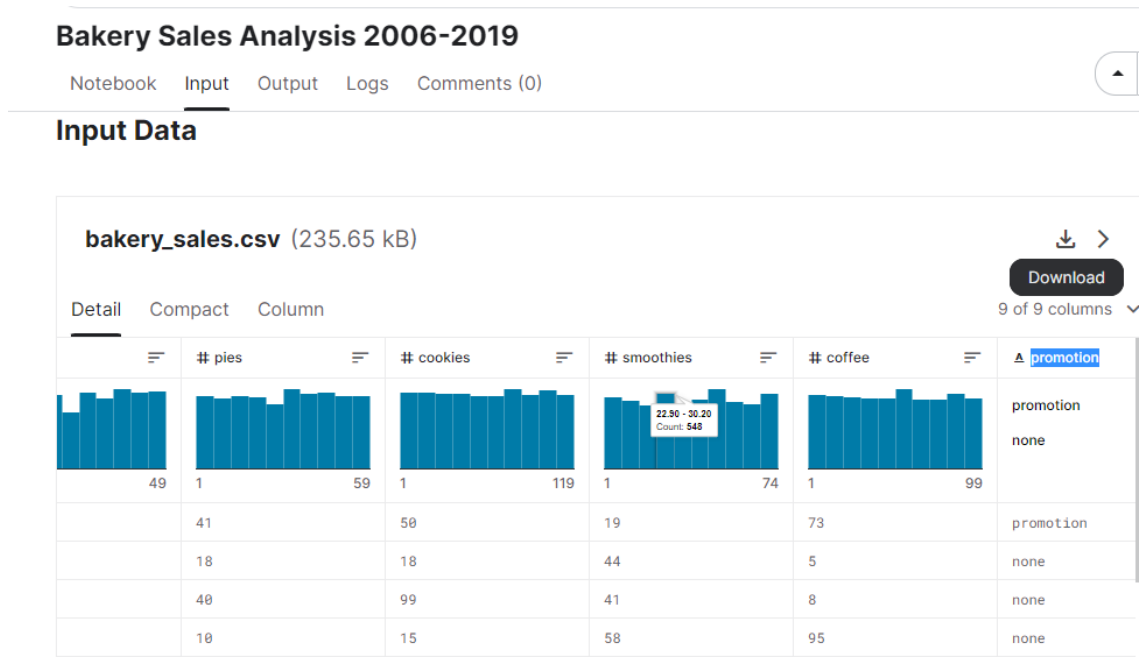 Bakery Sales Analysis 2006-2019
Notebook Input Output Logs Comments (0)
Input Data
bakery_sales.csv (235.65 kB)
Download
Detail Compact Column 9 of 9 columns
# pies # cookies # smoothies # coffee A promotion
promotion
22.90 - 30.20
Count: 548
none
49 1 59 1 119 1 74 1 99
41 50 19 73 promotion
18 18 44 5 none
40 99 41 8 none
10 15 58 95 none